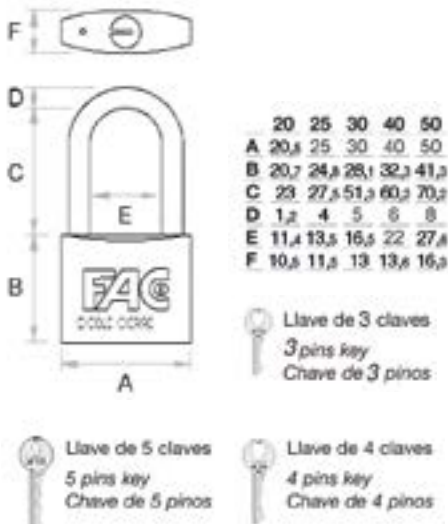 F
D
C
E
B
A
FAC
20 25 30 40 50
A 20,5 25 30 40 50
B 20,7 24,8 28,1 32,3 41,3
C 23 27,5 51,3 60,2 70,2
D 1,2 4 5 6 8
E 11,4 13,5 16,5 22 27,8
F 10,5 11,5 13 13,6 16,5
Llave de 3 claves
3 pins key
Chave de 3 pinos
Llave de 5 claves
5 pins key
Chave de 5 pinos
Llave de 4 claves
4 pins key
Chave de 4 pinos